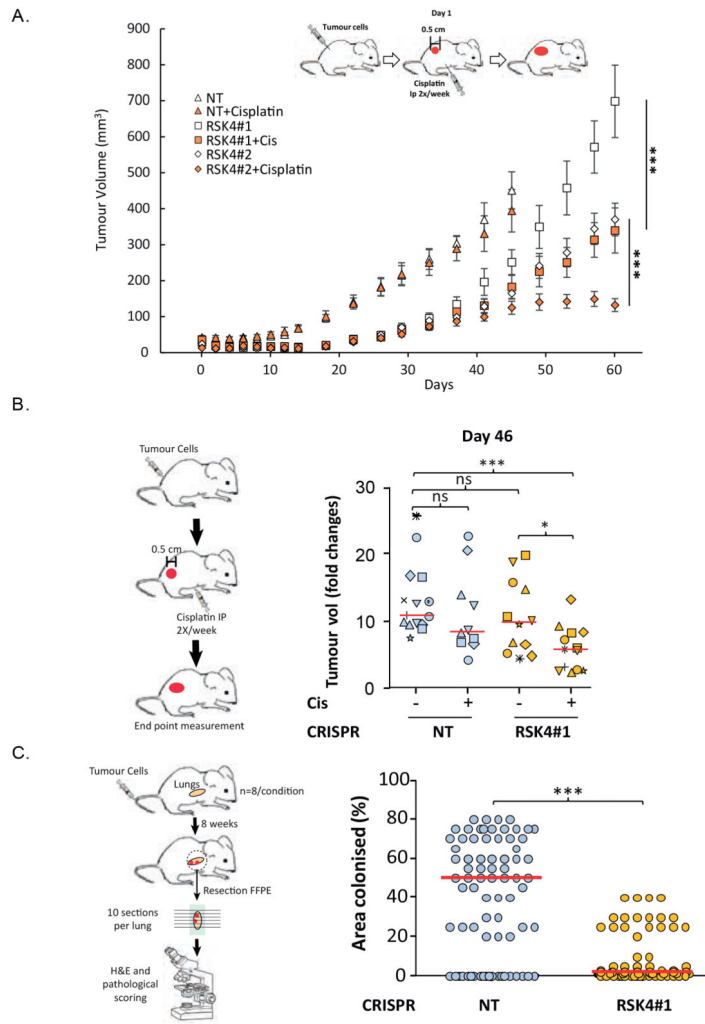 A.
Day 1
Tumour cells
0.5 cm
Cisplatin
Ip 2x/week
Tumour Volume (mm³)
900
800
700
600
500
400
300
200
100
0
NT
NT+Cisplatin
RSK4#1
RSK4#1+Cis
RSK4#2
RSK4#2+Cisplatin
***
***
0 10 20 30 40 50 60
Days
B.
Tumour Cells
0.5 cm
Cisplatin IP
2X/week
End point measurement
Day 46
***
ns
ns
*
Tumour vol (fold changes)
30
20
10
0
Cis - + - +
CRISPR NT RSK4#1
C.
Tumour Cells
Lungs
n=8/condition
8 weeks
Resection FFPE
10 sections
per lung
H&E and
pathological
scoring
***
Area colonised (%)
100
80
60
40
20
0
CRISPR NT RSK4#1